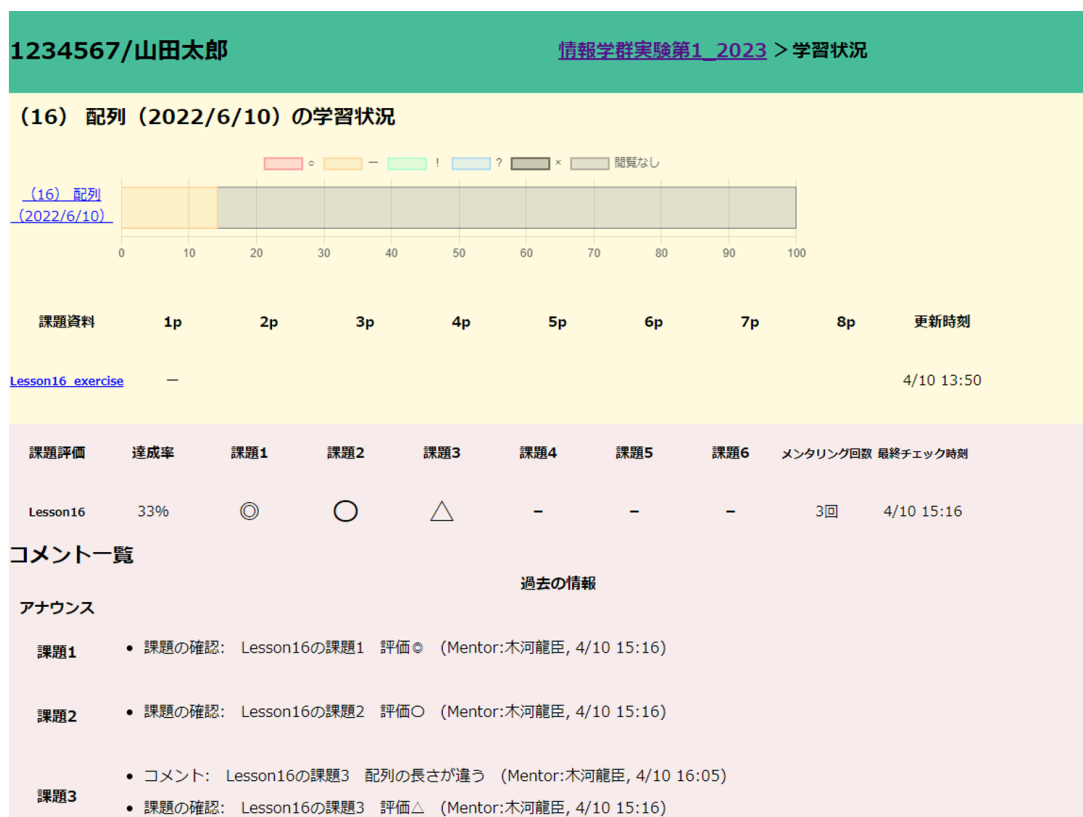 1234567/山田太郎
情報学群実験第1_2023 > 学習状況
（16） 配列（2022/6/10）の学習状況
○ ー ! ? × 閲覧なし
（16） 配列
（2022/6/10）
0 10 20 30 40 50 60 70 80 90 100
課題資料 1p 2p 3p 4p 5p 6p 7p 8p 更新時刻
Lesson16_exercise ー 4/10 13:50
課題評価 達成率 課題1 課題2 課題3 課題4 課題5 課題6 メンタリング回数 最終チェック時刻
Lesson16 33% ◎ ○ △ － － － 3回 4/10 15:16
コメント一覧
過去の情報
アナウンス
課題1
• 課題の確認: Lesson16の課題1 評価◎ (Mentor:木河龍臣, 4/10 15:16)
課題2
• 課題の確認: Lesson16の課題2 評価○ (Mentor:木河龍臣, 4/10 15:16)
課題3
• コメント: Lesson16の課題3 配列の長さが違う (Mentor:木河龍臣, 4/10 16:05)
• 課題の確認: Lesson16の課題3 評価△ (Mentor:木河龍臣, 4/10 15:16)